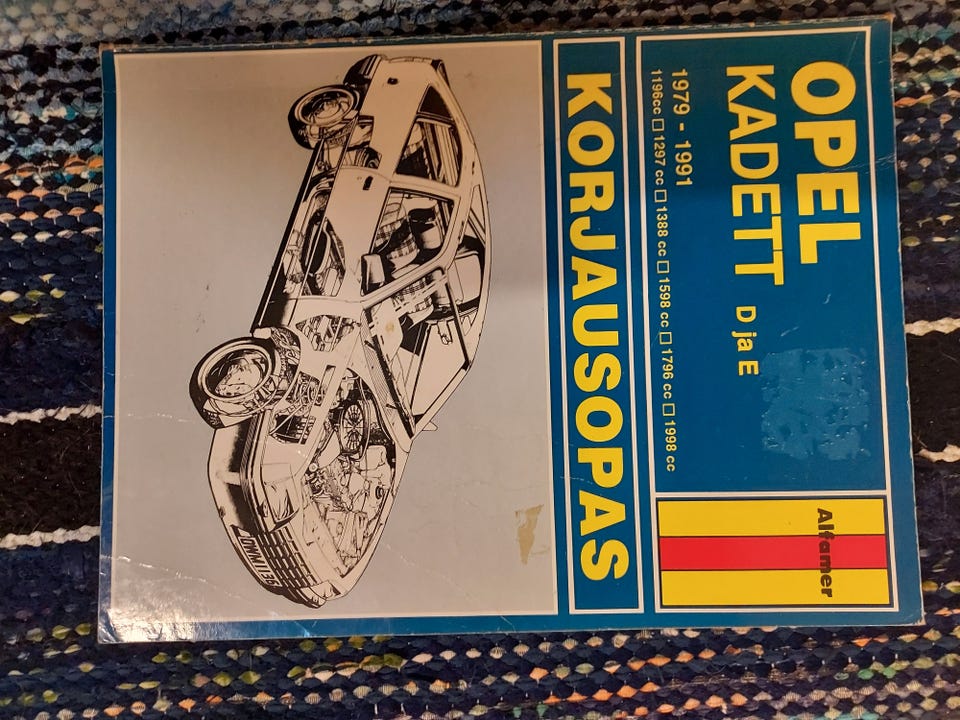 OPEL
KADETT D ja E
1979 - 1991
1196cc □ 1297 cc □ 1388 cc □ 1598 cc □ 1796 cc □ 1998 cc
Alfamer
KORJAUSOPAS